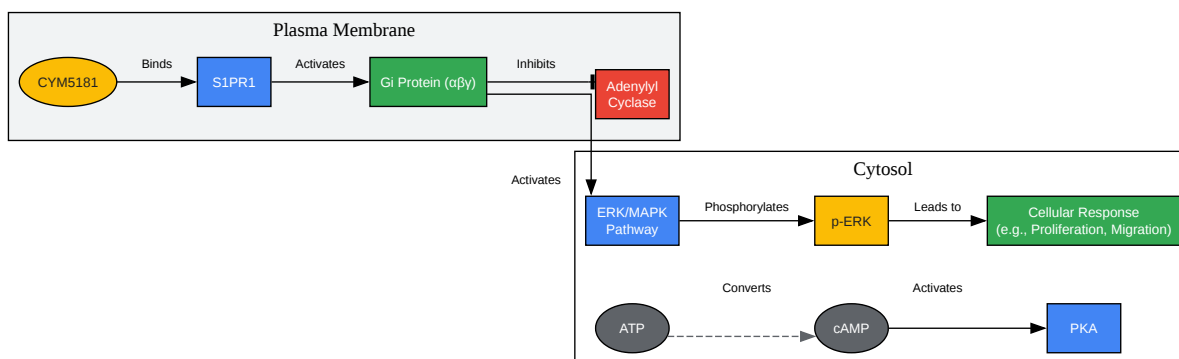 Plasma Membrane
CYM5181
Binds
S1PR1
Activates
Gi Protein (αβγ)
Inhibits
Adenylyl
Cyclase
Activates
Cytosol
ERK/MAPK
Pathway
Phosphorylates
p-ERK
Leads to
Cellular Response
(e.g., Proliferation, Migration)
ATP
Converts
cAMP
Activates
PKA